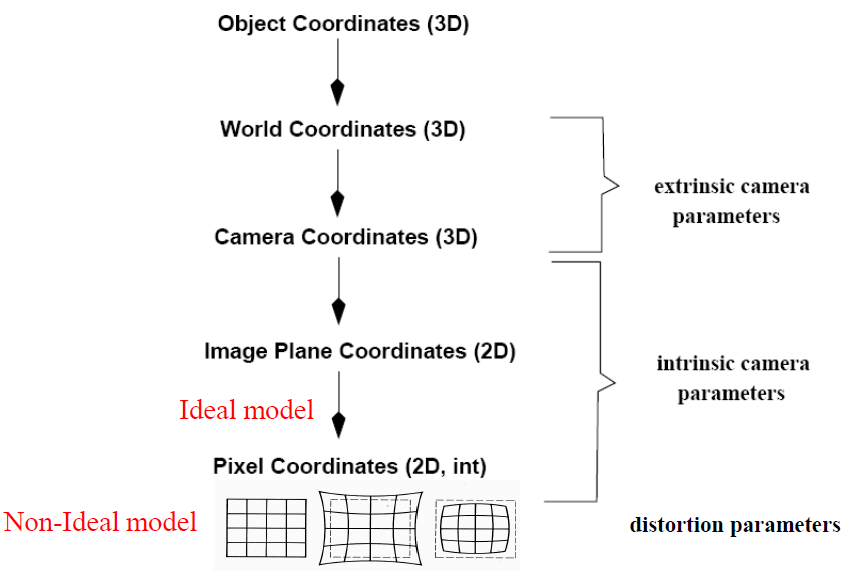 Object Coordinates (3D)
World Coordinates (3D)
extrinsic camera
parameters
Camera Coordinates (3D)
Image Plane Coordinates (2D)
intrinsic camera
parameters
Ideal model
Pixel Coordinates (2D, int)
Non-Ideal model
distortion parameters